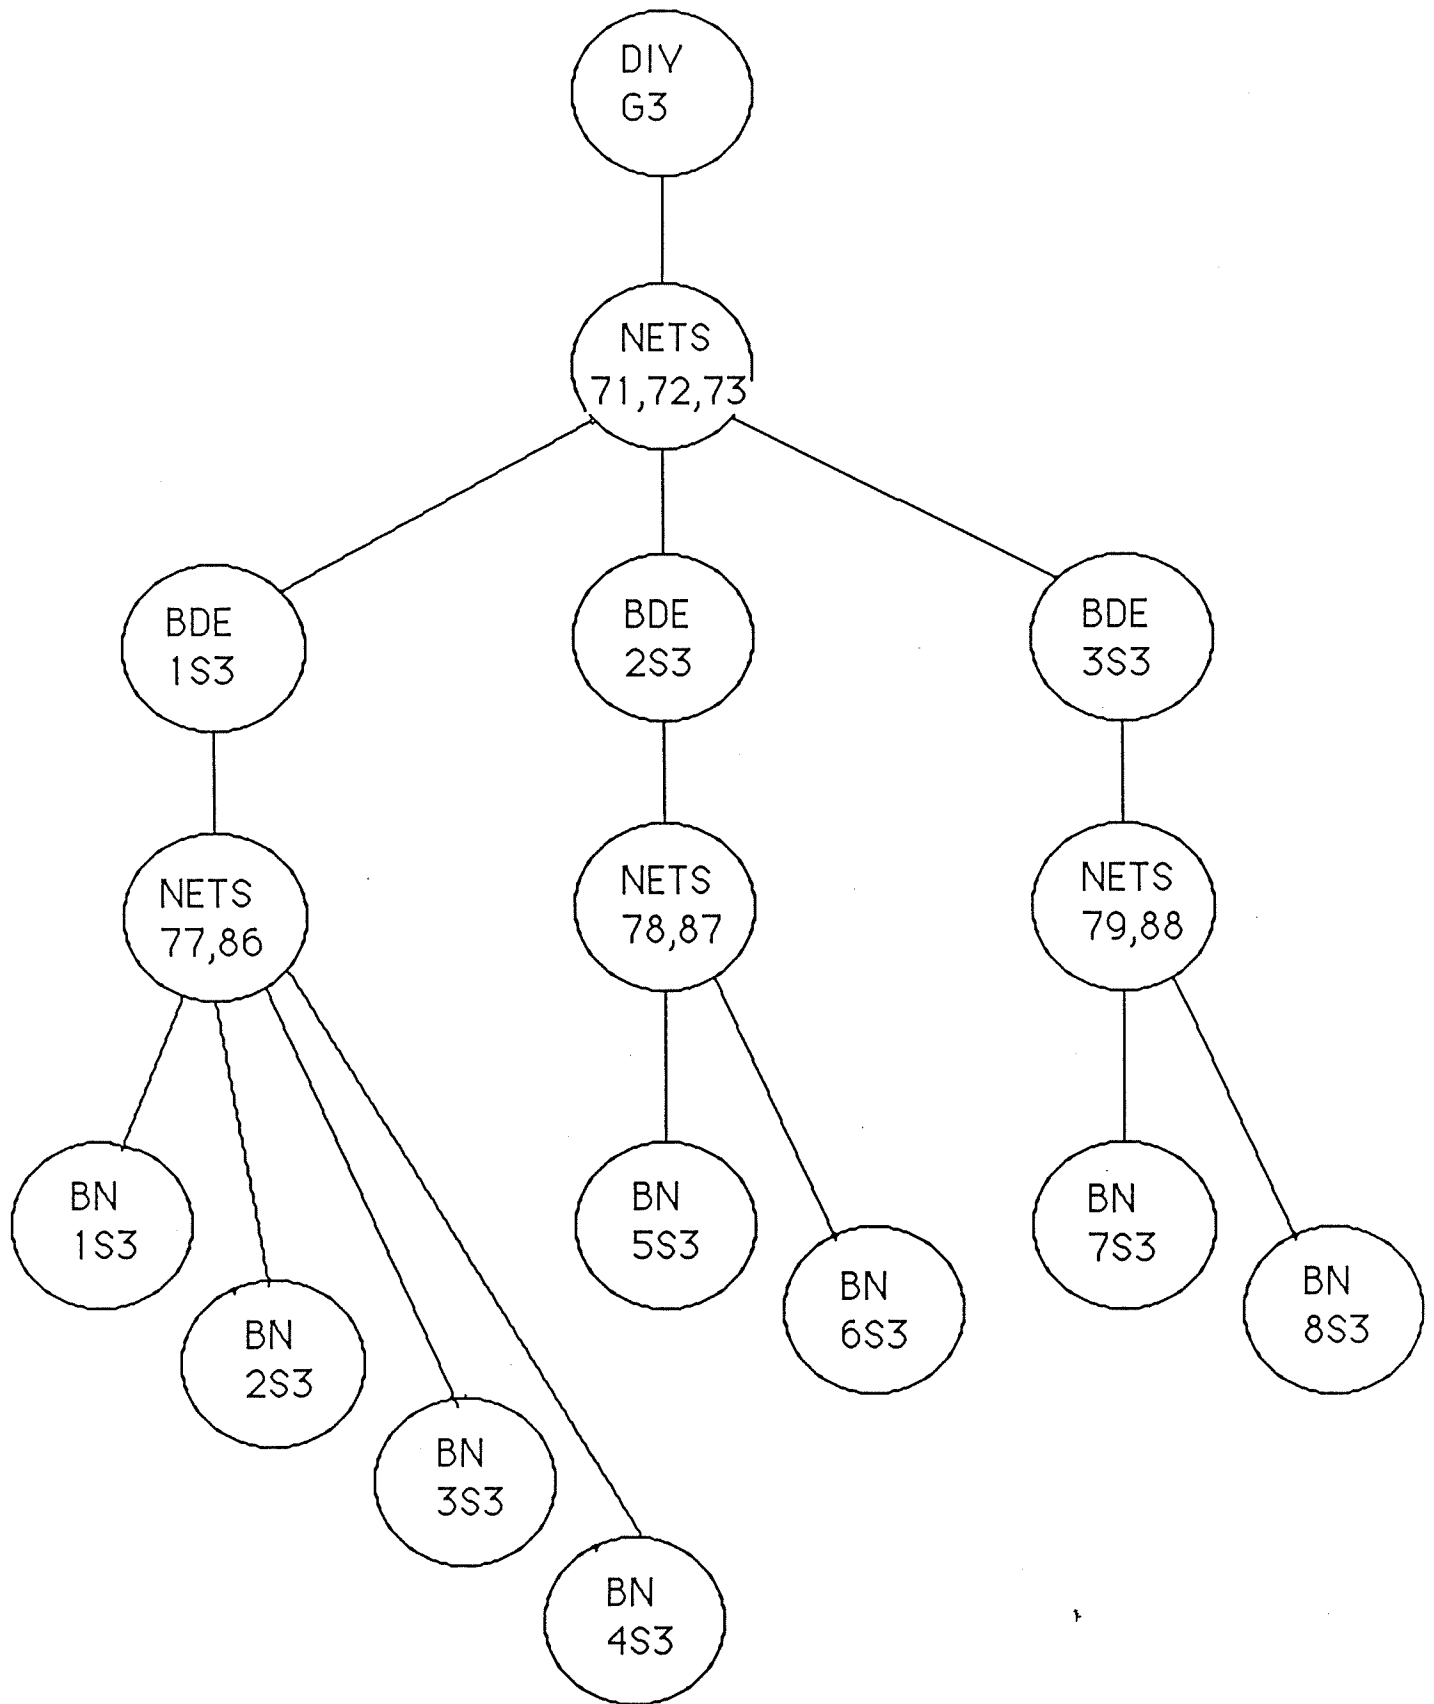 DIV
G3
NETS
71,72,73
BDE
1S3
BDE
2S3
BDE
3S3
NETS
77,86
NETS
78,87
NETS
79,88
BN
1S3
BN
2S3
BN
3S3
BN
4S3
BN
5S3
BN
6S3
BN
7S3
BN
8S3